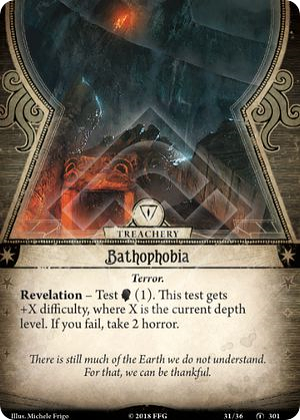 TREACHERY
Bathophobia
Terror.
Revelation – Test (1). This test gets
+X difficulty, where X is the current depth
level. If you fail, take 2 horror.
There is still much of the Earth we do not understand.
For that, we can be thankful.
Illus. Michele Frigo
© 2018 FFG
31/36
301